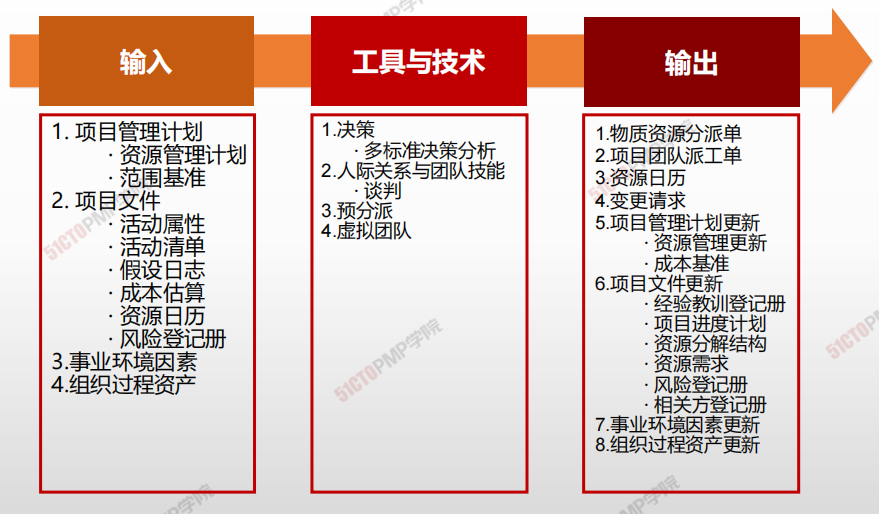 输入
1. 项目管理计划
· 资源管理计划
· 范围基准
2. 项目文件
· 活动属性
· 活动清单
· 假设日志
· 成本估算
· 资源日历
· 风险登记册
3.事业环境因素
4.组织过程资产
工具与技术
1.决策
· 多标准决策分析
2.人际关系与团队技能
· 谈判
3.预分派
4.虚拟团队
输出
1.物质资源分派单
2.项目团队派工单
3.资源日历
4.变更请求
5.项目管理计划更新
· 资源管理更新
· 成本基准
6.项目文件更新
· 经验教训登记册
· 项目进度计划
· 资源分解结构
· 资源需求
· 风险登记册
· 相关方登记册
7.事业环境因素更新
8.组织过程资产更新
51CTOPMP学院